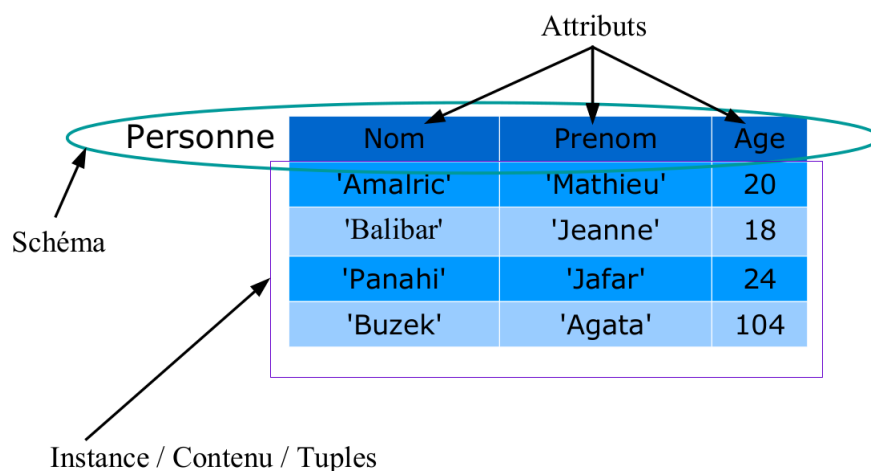 Attributs
Personne Nom Prenom Age
'Amalric' 'Mathieu' 20
'Balibar' 'Jeanne' 18
Schéma
'Panahi' 'Jafar' 24
'Buzek' 'Agata' 104
Instance / Contenu / Tuples